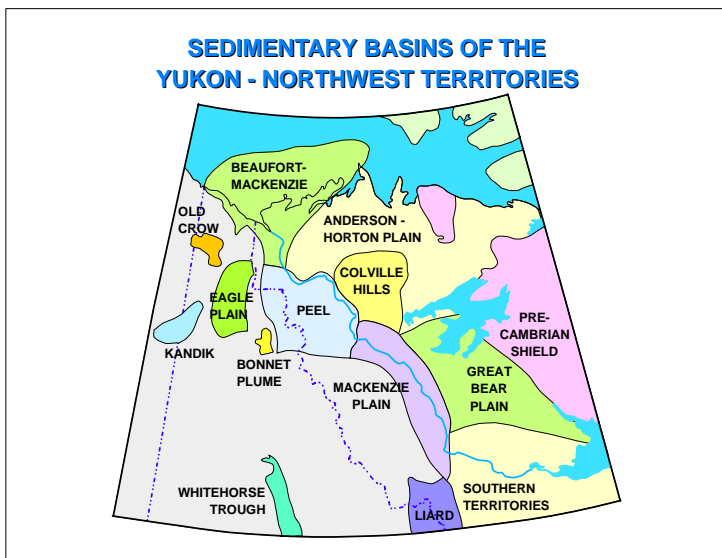 SEDIMENTARY BASINS OF THE
YUKON - NORTHWEST TERRITORIES
BEAUFORT-
MACKENZIE
OLD
CROW
ANDERSON -
HORTON PLAIN
COLVILLE
HILLS
EAGLE
PLAIN
PEEL
PRE-
CAMBRIAN
SHIELD
KANDIK
BONNET
PLUME
MACKENZIE
PLAIN
GREAT
BEAR
PLAIN
WHITEHORSE
TROUGH
LIARD
SOUTHERN
TERRITORIES